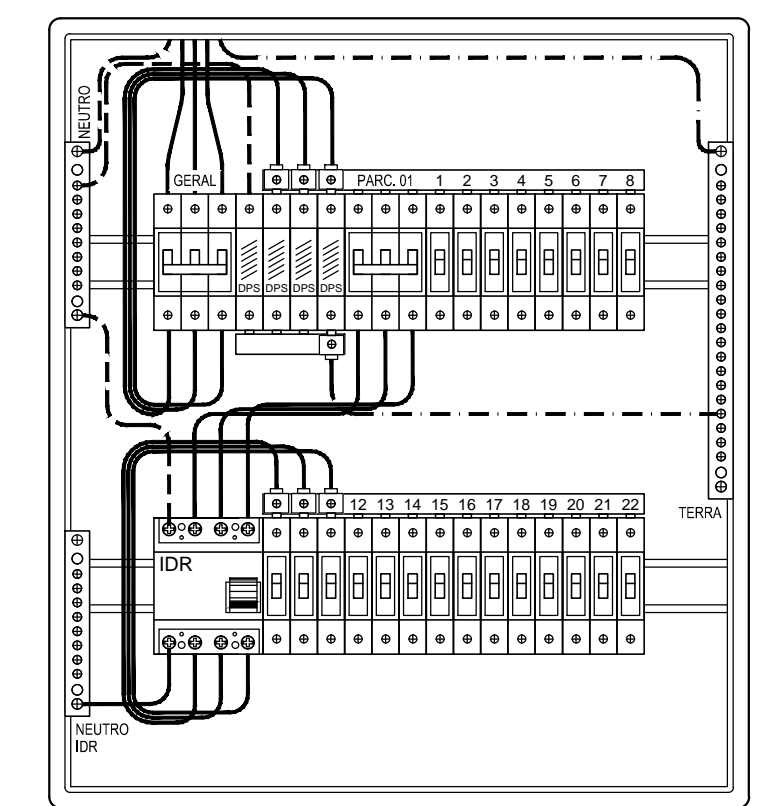 NEUTRO
GERAL
PARC. 01 1 2 3 4 5 6 7 8
DPS DPS DPS DPS
12 13 14 15 16 17 18 19 20 21 22
TERRA
IDR
NEUTRO
IDR